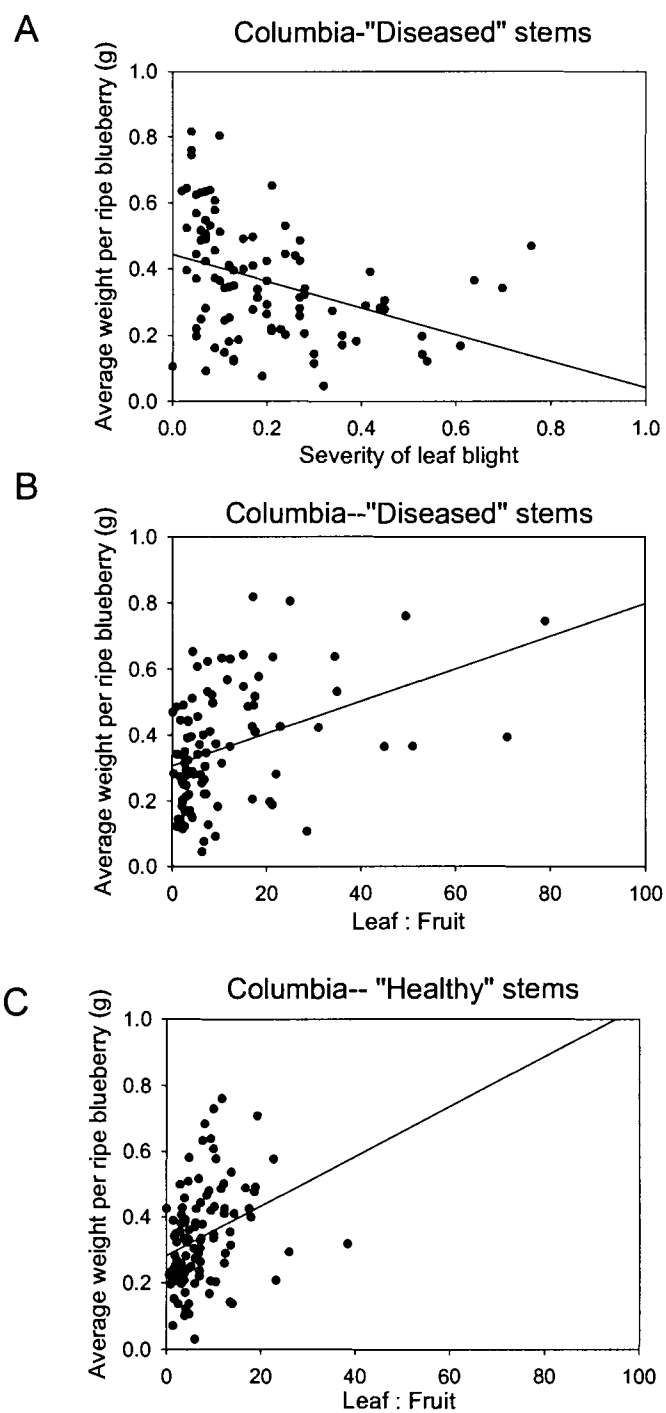 A
Columbia-"Diseased" stems
Average weight per ripe blueberry (g)
1.0
0.8
0.6
0.4
0.2
0.0
0.0 0.2 0.4 0.6 0.8 1.0
Severity of leaf blight
B
Columbia--"Diseased" stems
Average weight per ripe blueberry (g)
1.0
0.8
0.6
0.4
0.2
0.0
0 20 40 60 80 100
Leaf : Fruit
C
Columbia-- "Healthy" stems
Average weight per ripe blueberry (g)
1.0
0.8
0.6
0.4
0.2
0.0
0 20 40 60 80 100
Leaf : Fruit